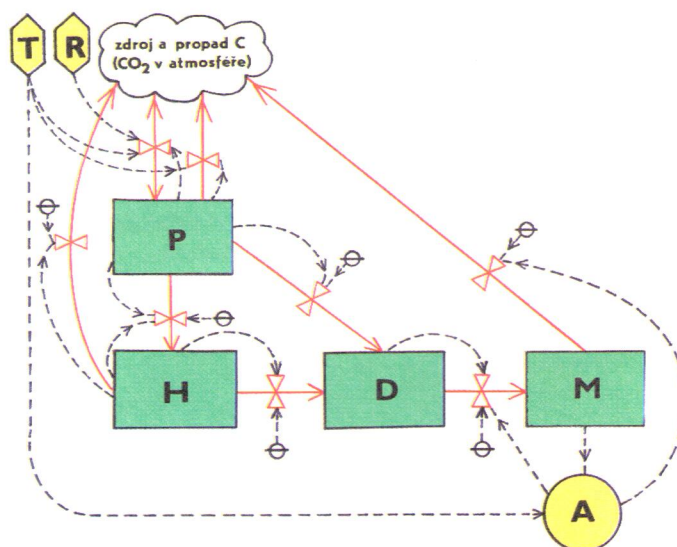 T
R
zdroj a propad C
(CO₂ v atmosféře)
P
H
D
M
A